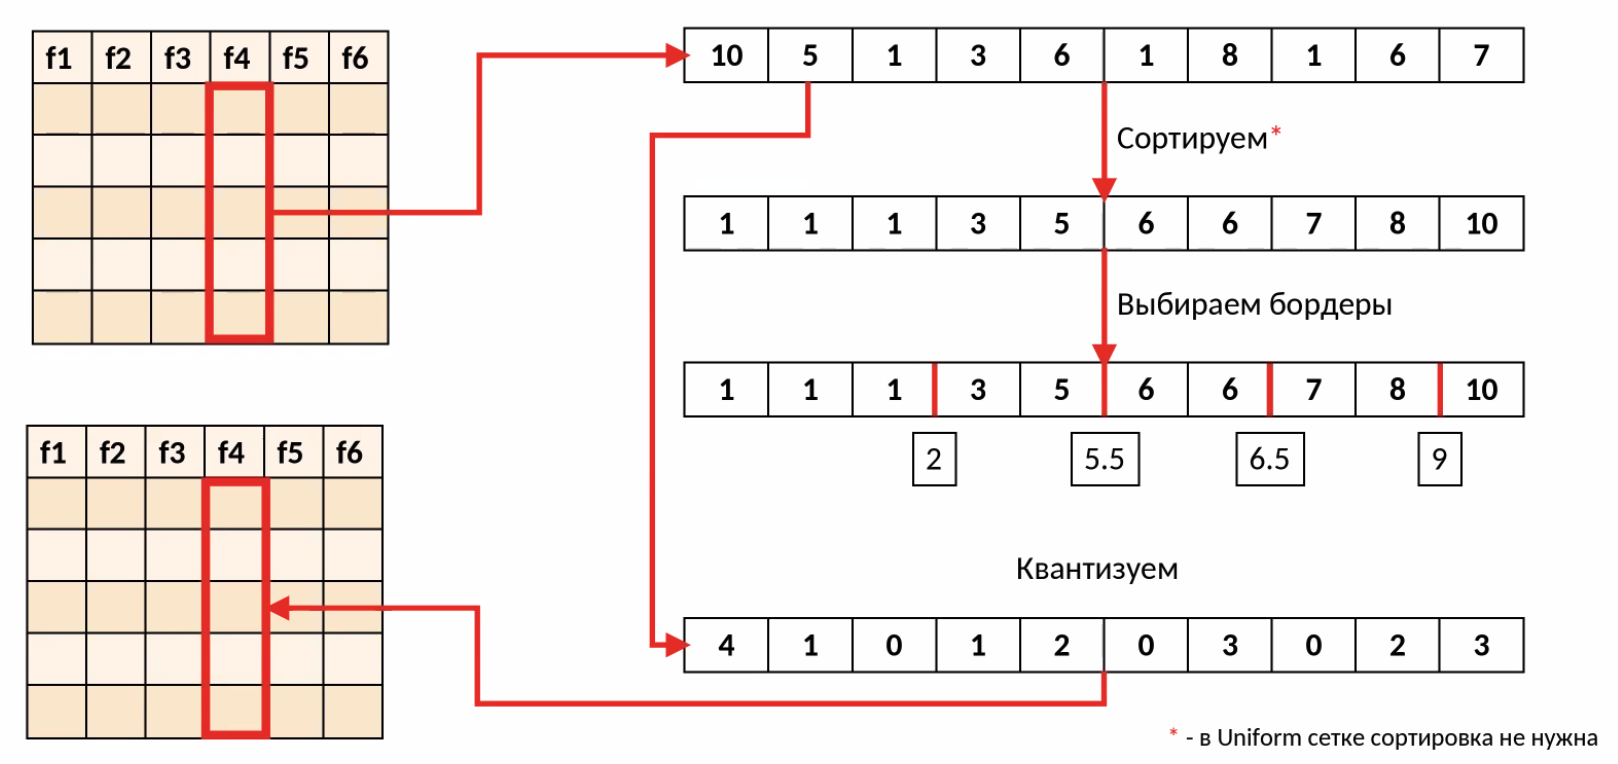 f1 f2 f3 f4 f5 f6
10 5 1 3 6 1 8 1 6 7
Сортируем*
1 1 1 3 5 6 6 7 8 10
Выбираем бордеры
1 1 1 3 5 6 6 7 8 10
2 5.5 6.5 9
f1 f2 f3 f4 f5 f6
Квантизуем
4 1 0 1 2 0 3 0 2 3
* - в Uniform сетке сортировка не нужна